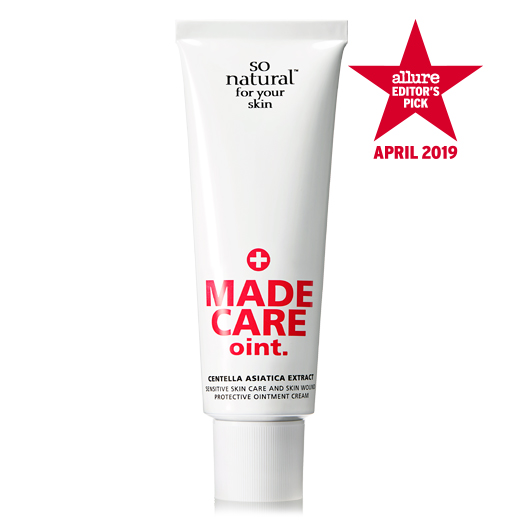 so
natural™
for your
skin
MADE
CARE
oint.
CENTELLA ASIATICA EXTRACT
SENSITIVE SKIN CARE AND SKIN WOUND
PROTECTIVE OINTMENT CREAM
allure
EDITOR'S
PICK
APRIL 2019